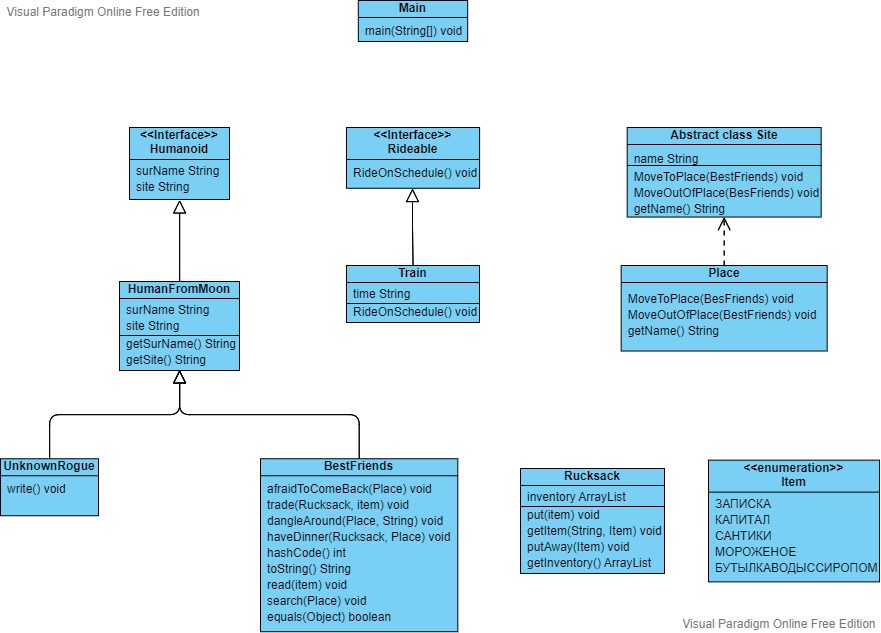 Visual Paradigm Online Free Edition
Main
main(String[]) void
<<Interface>>
Humanoid
surName String
site String
<<Interface>>
Rideable
RideOnSchedule() void
Abstract class Site
name String
MoveToPlace(BestFriends) void
MoveOutOfPlace(BesFriends) void
getName() String
HumanFromMoon
surName String
site String
getSurName() String
getSite() String
Train
time String
RideOnSchedule() void
Place
MoveToPlace(BesFriends) void
MoveOutOfPlace(BestFriends) void
getName() String
UnknownRogue
write() void
BestFriends
afraidToComeBack(Place) void
trade(Rucksack, item) void
dangleAround(Place, String) void
haveDinner(Rucksack, Place) void
hashCode() int
toString() String
read(item) void
search(Place) void
equals(Object) boolean
Rucksack
inventory ArrayList
put(item) void
getItem(String, Item) void
putAway(Item) void
getInventory() ArrayList
<<enumeration>>
Item
ЗАПИСКА
КАПИТАЛ
САНТИКИ
МОРОЖЕНОЕ
БУТЫЛКАВОДЫССИРОПОМ
Visual Paradigm Online Free Edition